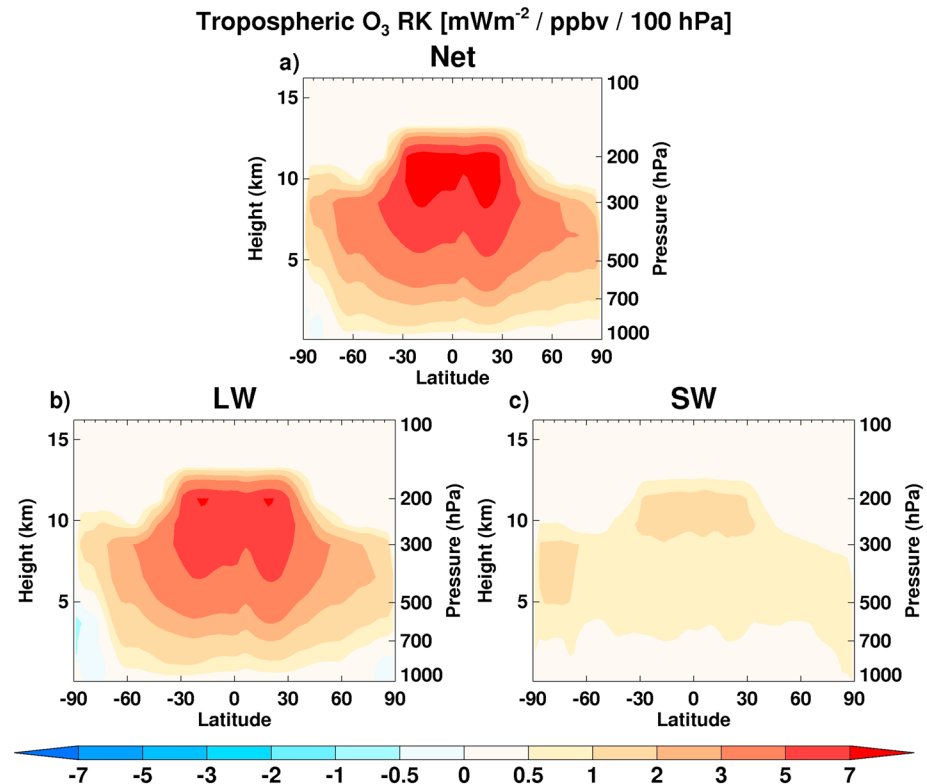 Tropospheric O₃ RK [mWm⁻² / ppbv / 100 hPa]
a) Net
15
10
5
Height (km)
100
200
300
500
700
1000
Pressure (hPa)
-90 -60 -30 0 30 60 90
Latitude
b) LW
15
10
5
Height (km)
100
200
300
500
700
1000
Pressure (hPa)
-90 -60 -30 0 30 60 90
Latitude
c) SW
15
10
5
Height (km)
100
200
300
500
700
1000
Pressure (hPa)
-90 -60 -30 0 30 60 90
Latitude
-7 -5 -3 -2 -1 -0.5 0 0.5 1 2 3 5 7